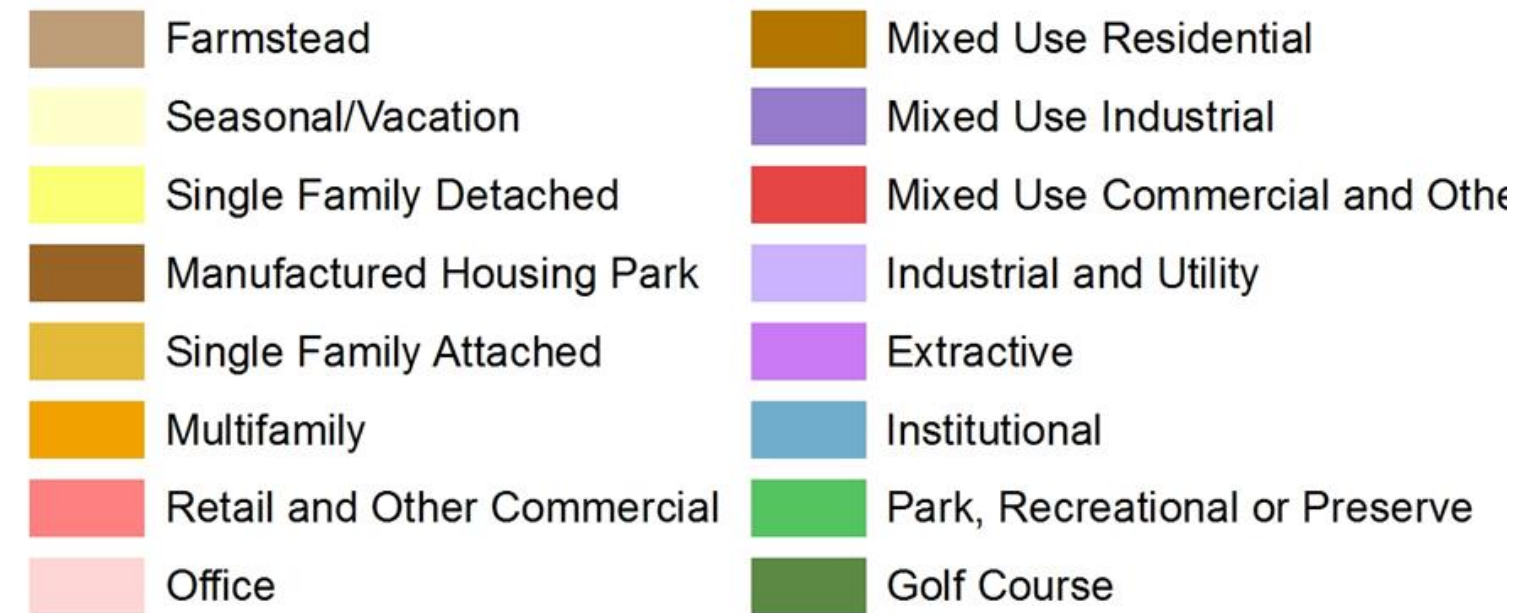 Farmstead
Seasonal/Vacation
Single Family Detached
Manufactured Housing Park
Single Family Attached
Multifamily
Retail and Other Commercial
Office
Mixed Use Residential
Mixed Use Industrial
Mixed Use Commercial and Othe
Industrial and Utility
Extractive
Institutional
Park, Recreational or Preserve
Golf Course